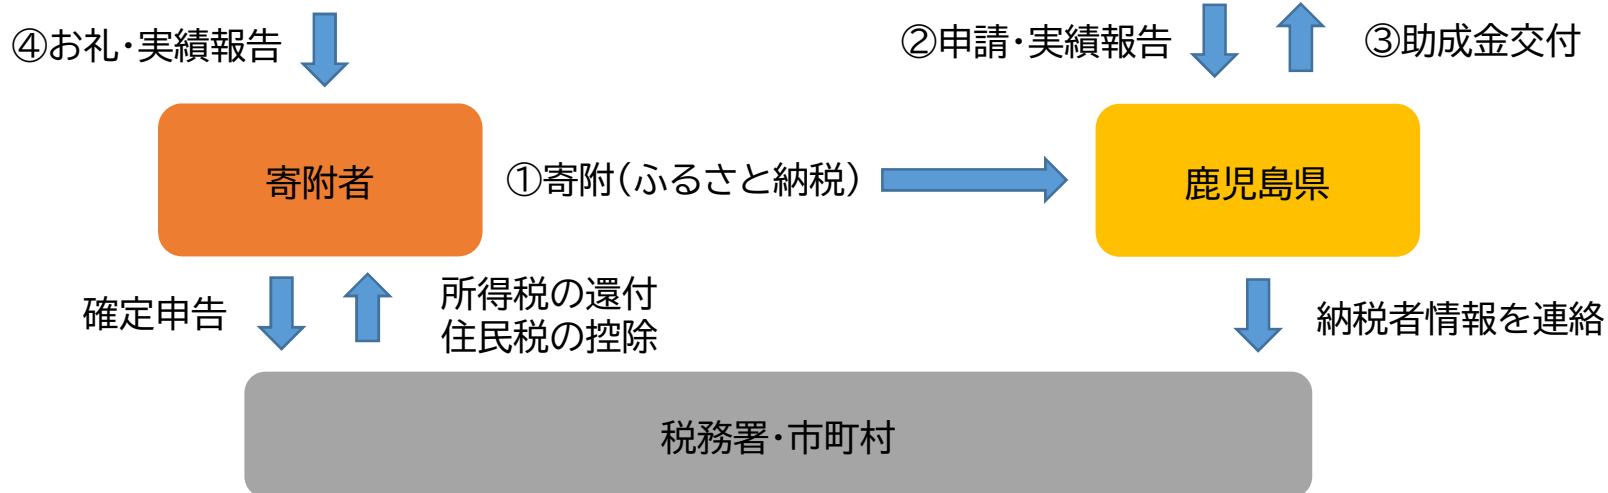 ④お礼・実績報告
②申請・実績報告
③助成金交付
寄附者
①寄附(ふるさと納税)
鹿児島県
確定申告
所得税の還付
住民税の控除
納税者情報を連絡
税務署・市町村